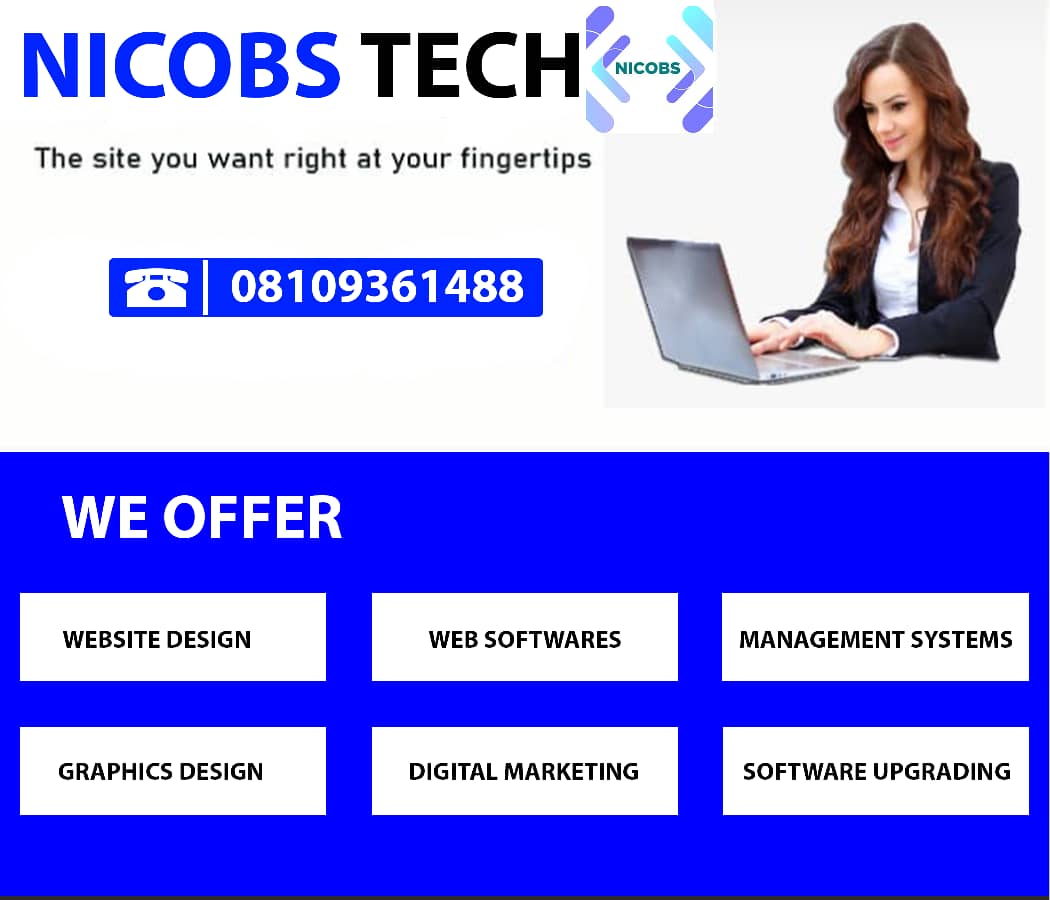 NICOBS TECH
NICOBS
The site you want right at your fingertips
08109361488
WE OFFER
WEBSITE DESIGN
WEB SOFTWARES
MANAGEMENT SYSTEMS
GRAPHICS DESIGN
DIGITAL MARKETING
SOFTWARE UPGRADING